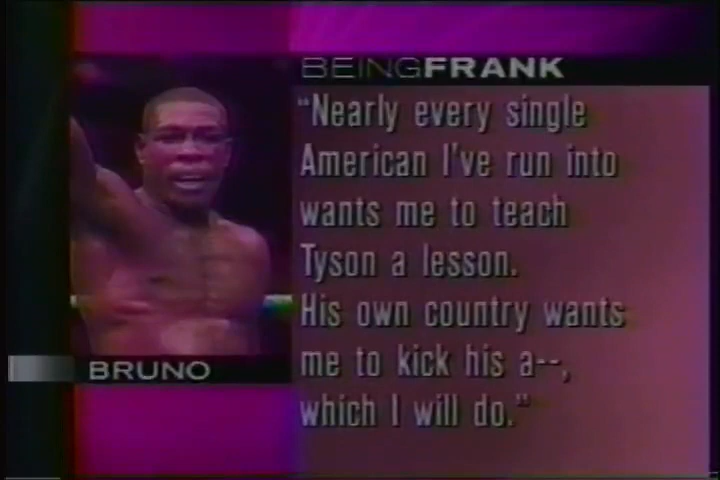 BEINGFRANK
"Nearly every single
American I've run into
wants me to teach
Tyson a lesson.
His own country wants
me to kick his a--,
which I will do."
BRUNO